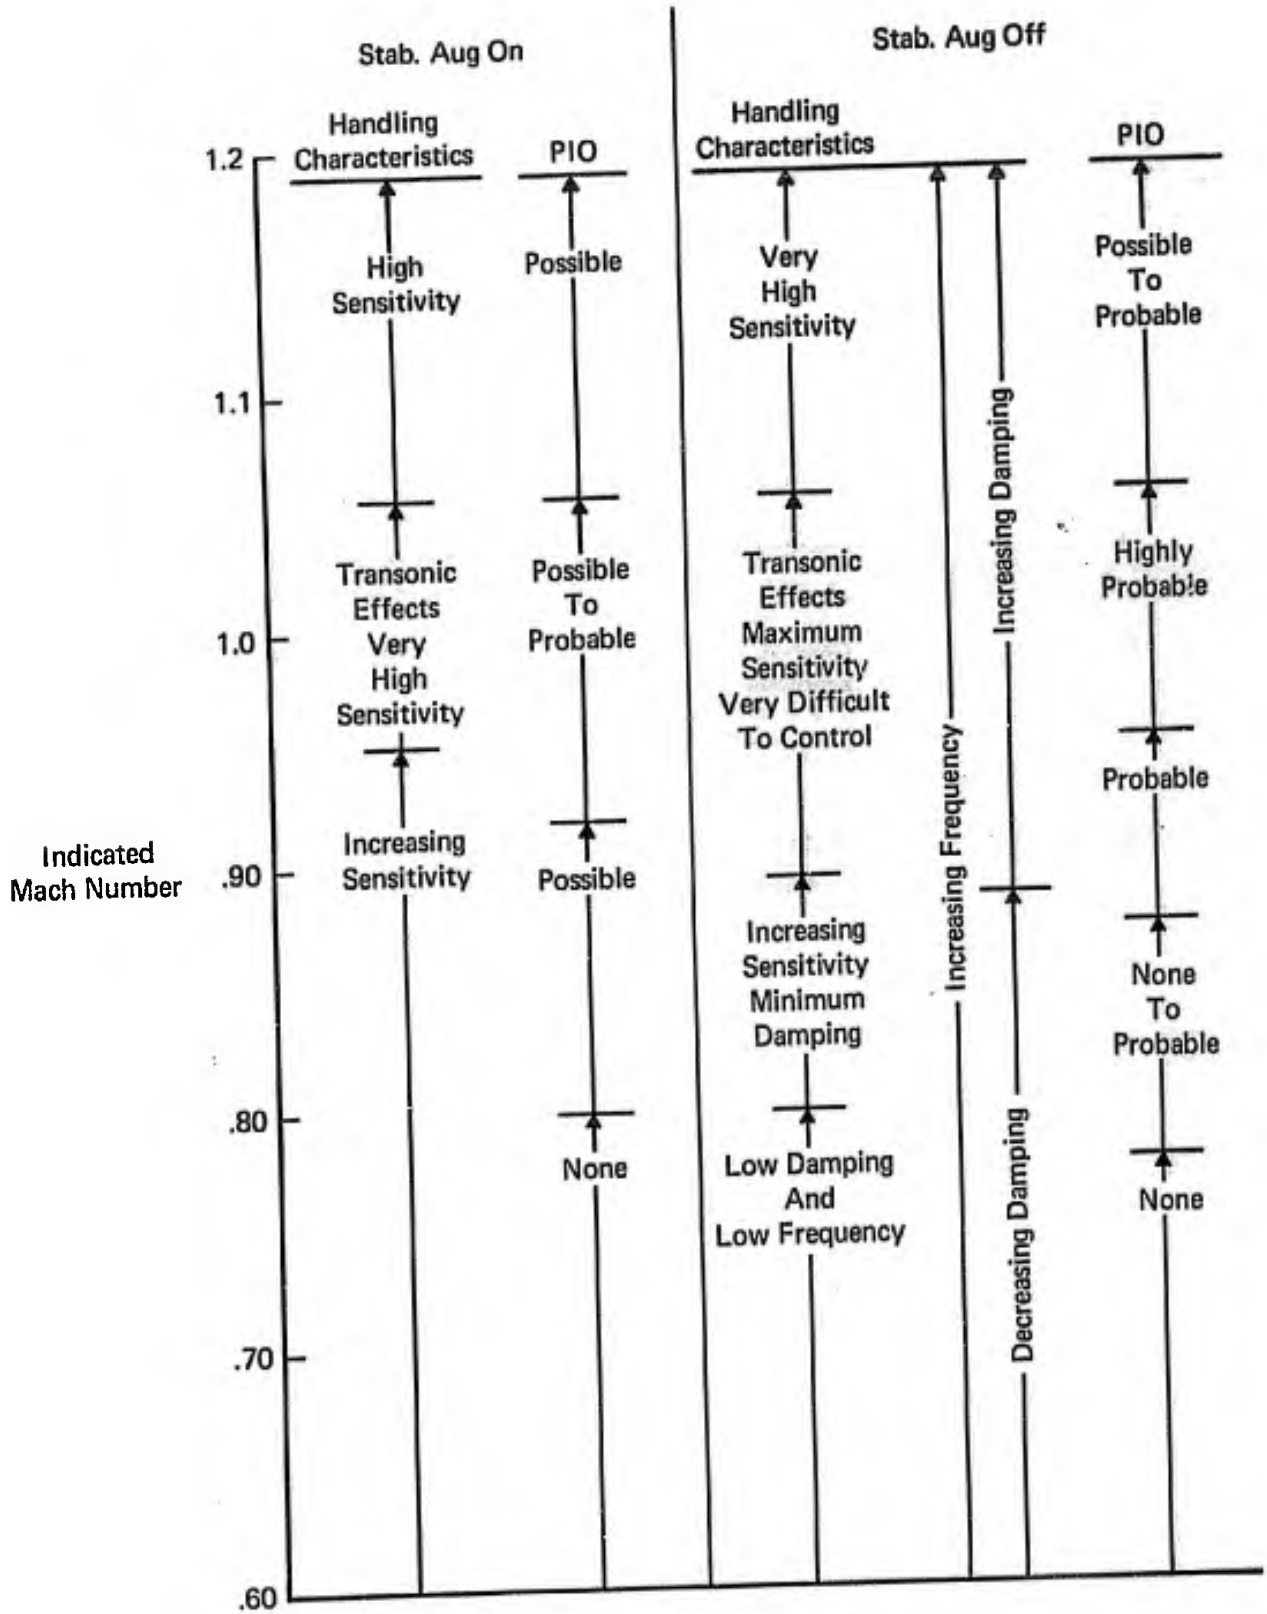 Stab. Aug On
Stab. Aug Off
Handling
Characteristics
PIO
Handling
Characteristics
PIO
1.2
1.1
1.0
.90
.80
.70
.60
Indicated
Mach Number
High
Sensitivity
Transonic
Effects
Very
High
Sensitivity
Increasing
Sensitivity
Possible
Possible
To
Probable
Possible
None
Very
High
Sensitivity
Transonic
Effects
Maximum
Sensitivity
Very Difficult
To Control
Increasing
Sensitivity
Minimum
Damping
Low Damping
And
Low Frequency
Increasing Frequency
Increasing Damping
Decreasing Damping
Possible
To
Probable
Highly
Probable
Probable
None
To
Probable
None